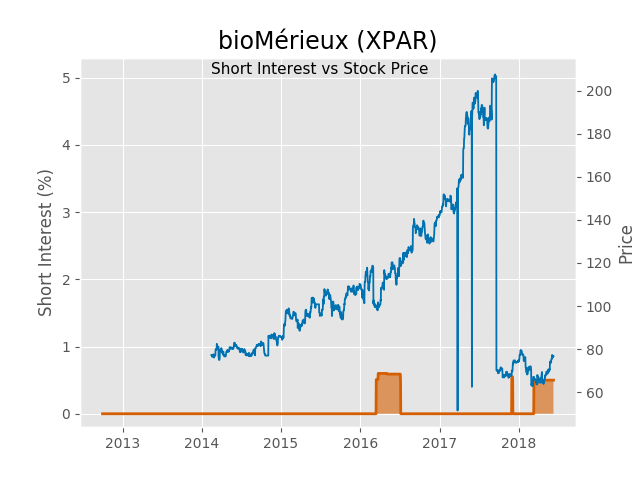 bioMérieux (XPAR)
Short Interest vs Stock Price
Short Interest (%)
5
4
3
2
1
0
200
180
160
140
120
100
80
60
Price
2013 2014 2015 2016 2017 2018